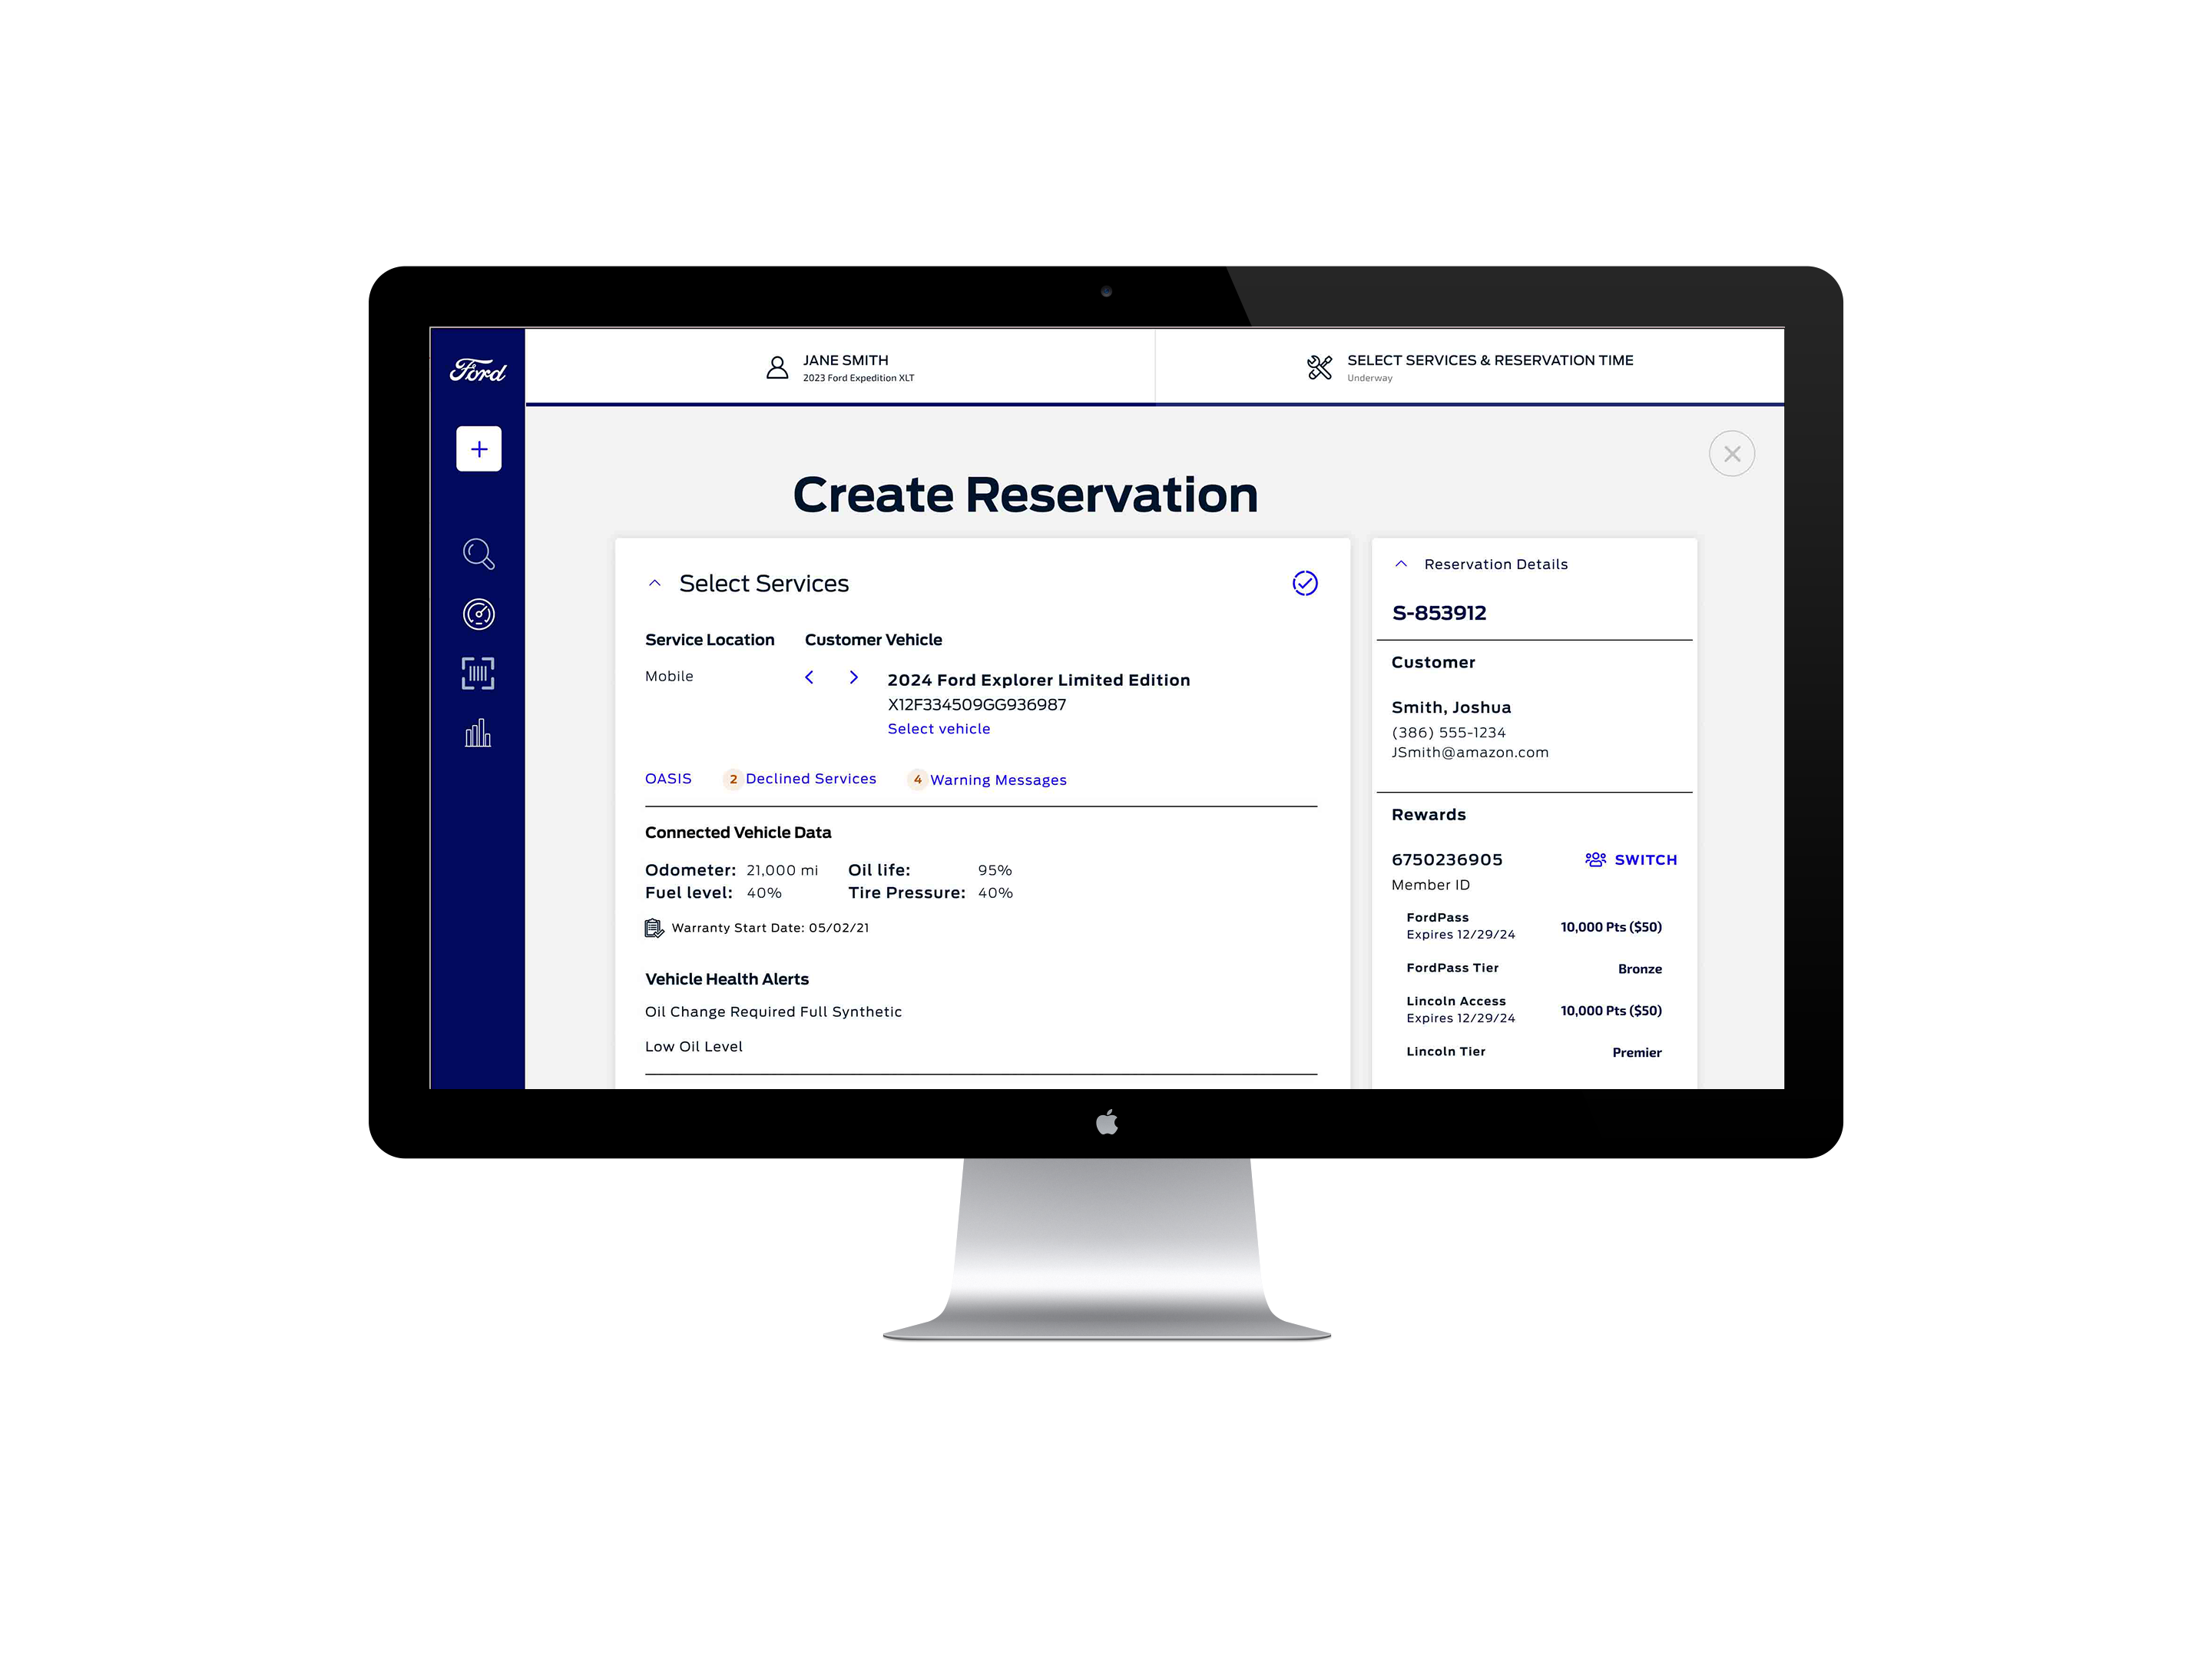 Ford
JANE SMITH
2023 Ford Expedition XLT
SELECT SERVICES & RESERVATION TIME
Underway
Create Reservation
Select Services
Service Location
Customer Vehicle
Mobile
2024 Ford Explorer Limited Edition
X12F334509GG936987
Select vehicle
OASIS
2 Declined Services
4 Warning Messages
Connected Vehicle Data
Odometer: 21,000 mi Oil life: 95%
Fuel level: 40% Tire Pressure: 40%
Warranty Start Date: 05/02/21
Vehicle Health Alerts
Oil Change Required Full Synthetic
Low Oil Level
Reservation Details
S-853912
Customer
Smith, Joshua
(386) 555-1234
JSmith@amazon.com
Rewards
6750236905
SWITCH
Member ID
FordPass
Expires 12/29/24
10,000 Pts ($50)
FordPass Tier
Bronze
Lincoln Access
Expires 12/29/24
10,000 Pts ($50)
Lincoln Tier
Premier